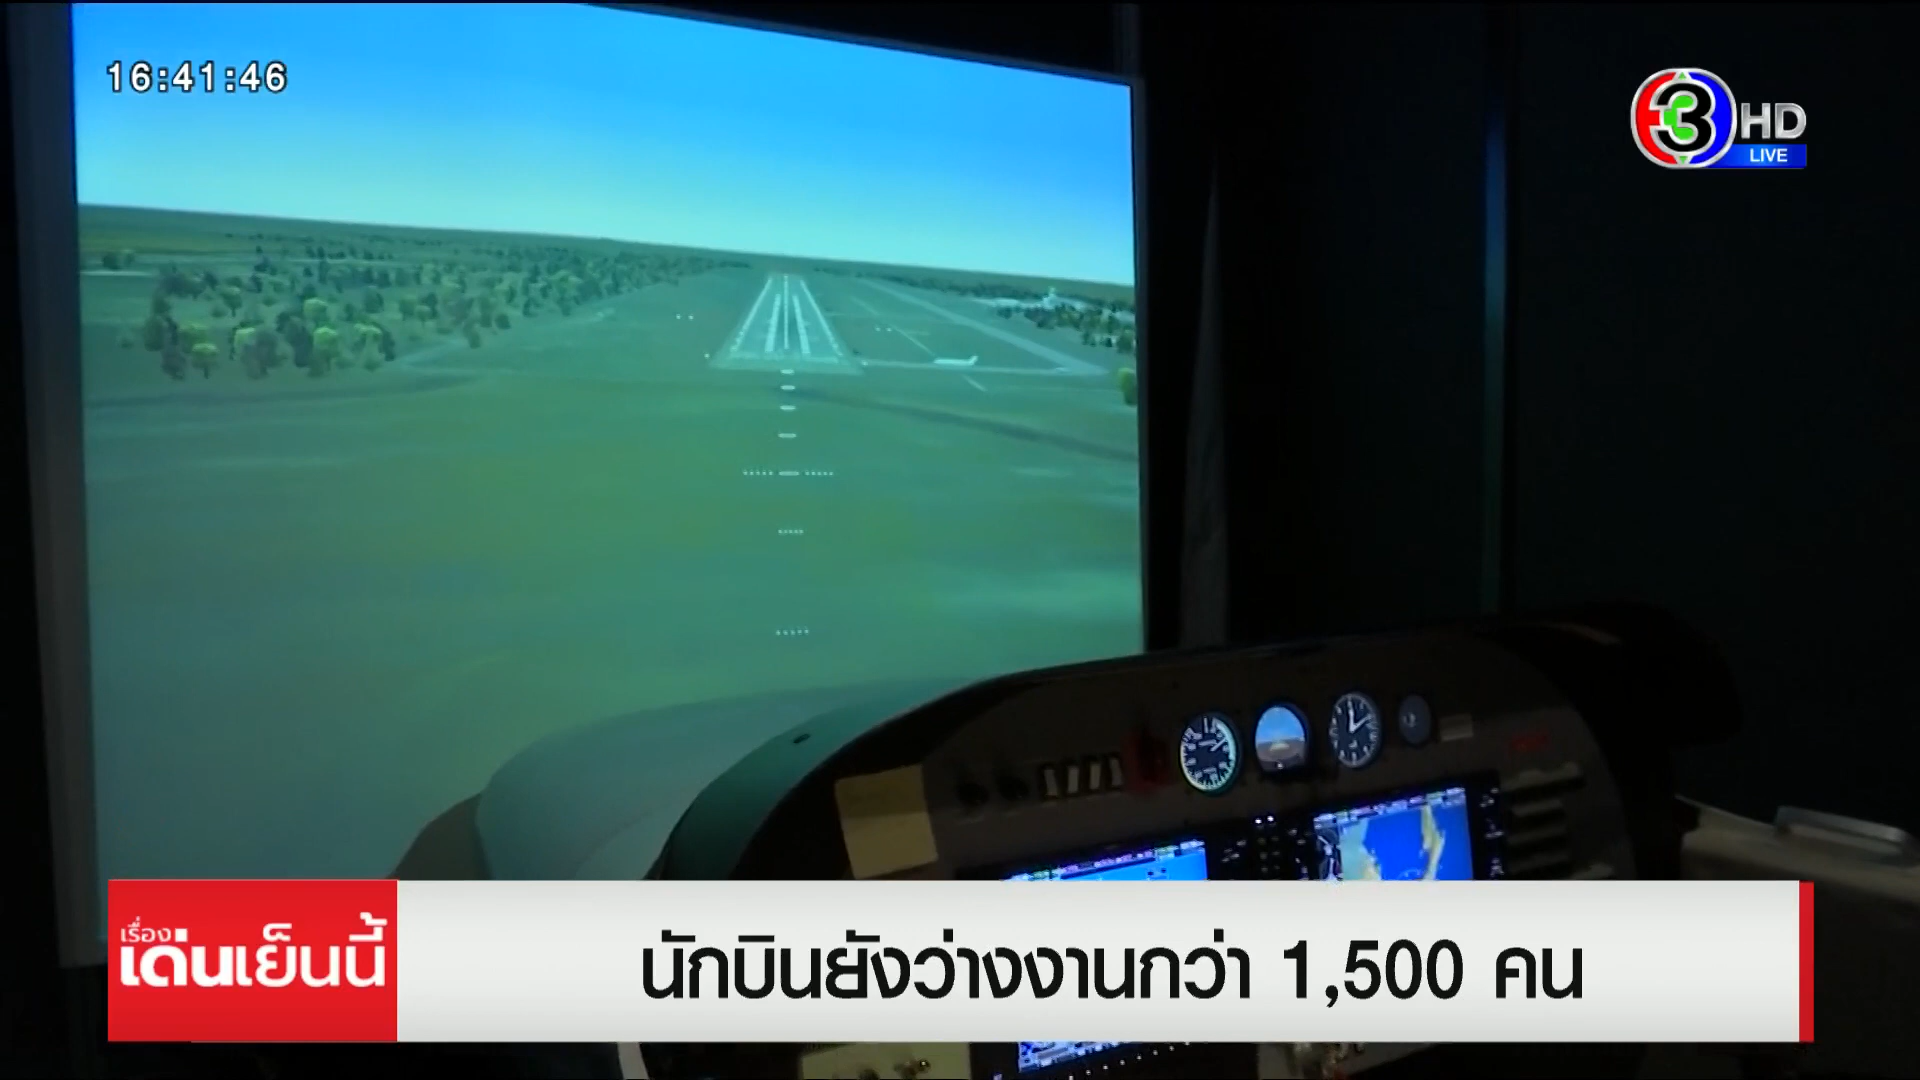 16:41:46
3 HD
LIVE
เรื่อง
เด่นเย็นนี้
นักบินยังว่างงานกว่า 1,500 คน